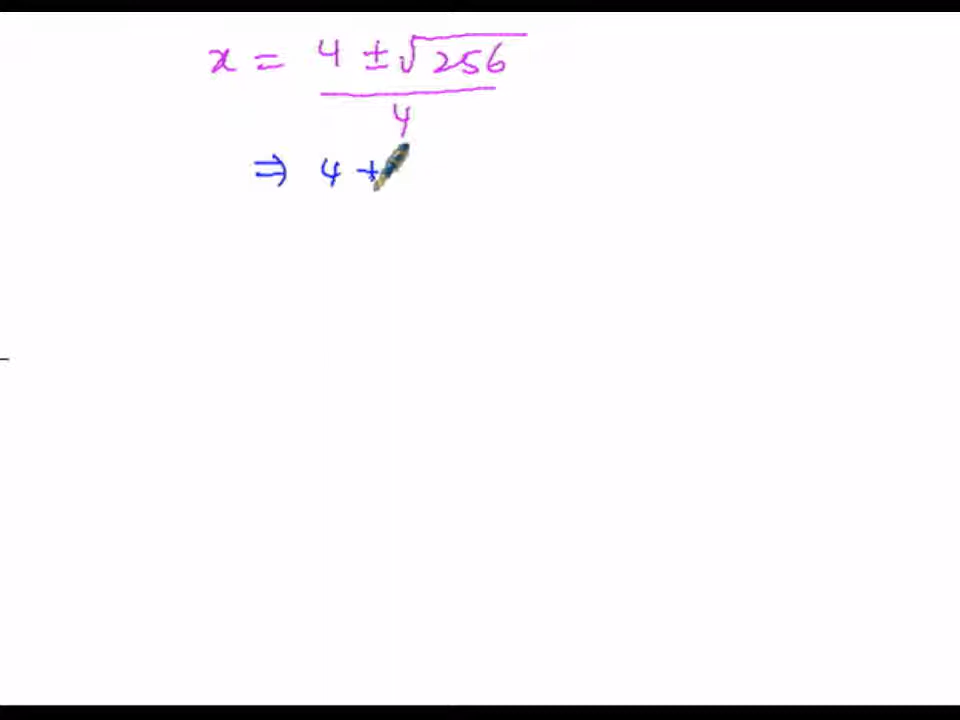 x = 4 ± √256
4
⇒ 4 +